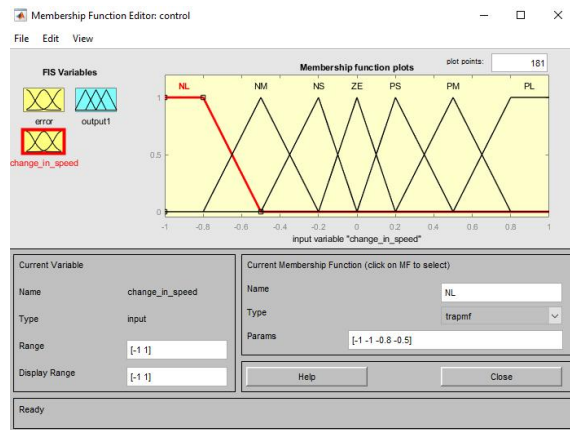 Membership Function Editor: control
File Edit View
FIS Variables
error
output1
change_in_speed
Membership function plots
plot points:
181
NL NM NS ZE PS PM PL
1
0.5
0
-1 -0.8 -0.6 -0.4 -0.2 0 0.2 0.4 0.6 0.8 1
input variable "change_in_speed"
Current Variable
Name change_in_speed
Type input
Range [-1 1]
Display Range [-1 1]
Current Membership Function (click on MF to select)
Name NL
Type trapmf
Params [-1 -1 -0.8 -0.5]
Help Close
Ready